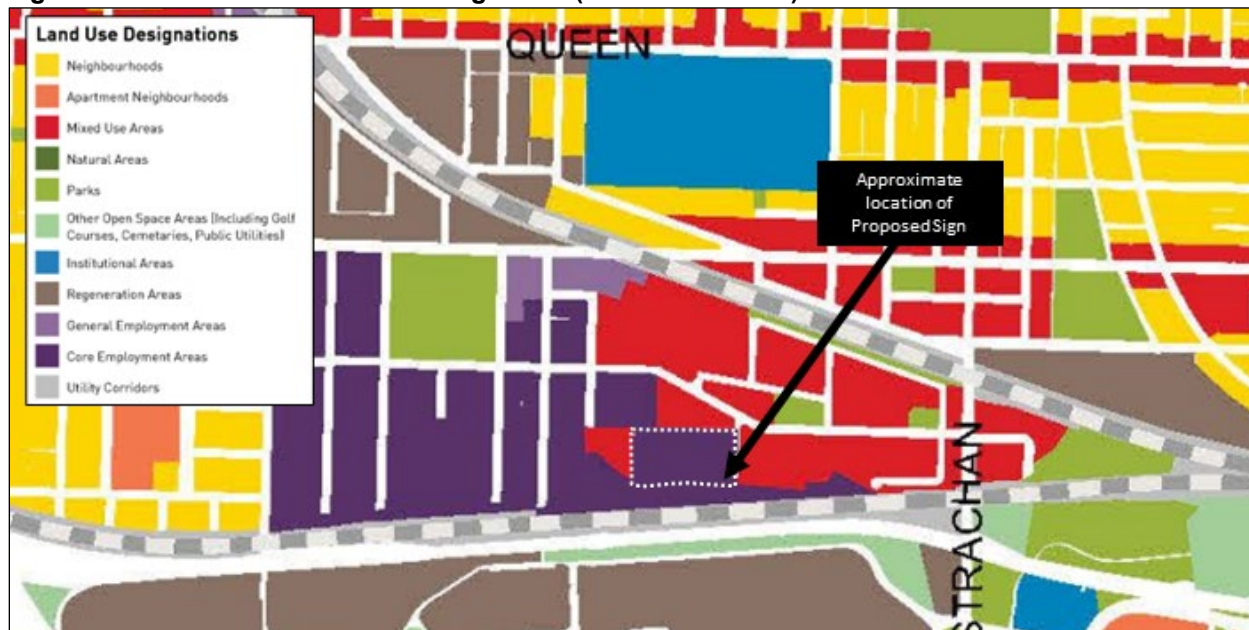 Land Use Designations
Neighbourhoods
Apartment Neighbourhoods
Mixed Use Areas
Natural Areas
Parks
Other Open Space Areas (Including Golf
Courses, Cemetaries, Public Utilities)
Institutional Areas
Regeneration Areas
General Employment Areas
Core Employment Areas
Utility Corridors
QUEEN
Approximate
location of
Proposed Sign
STRACHAN